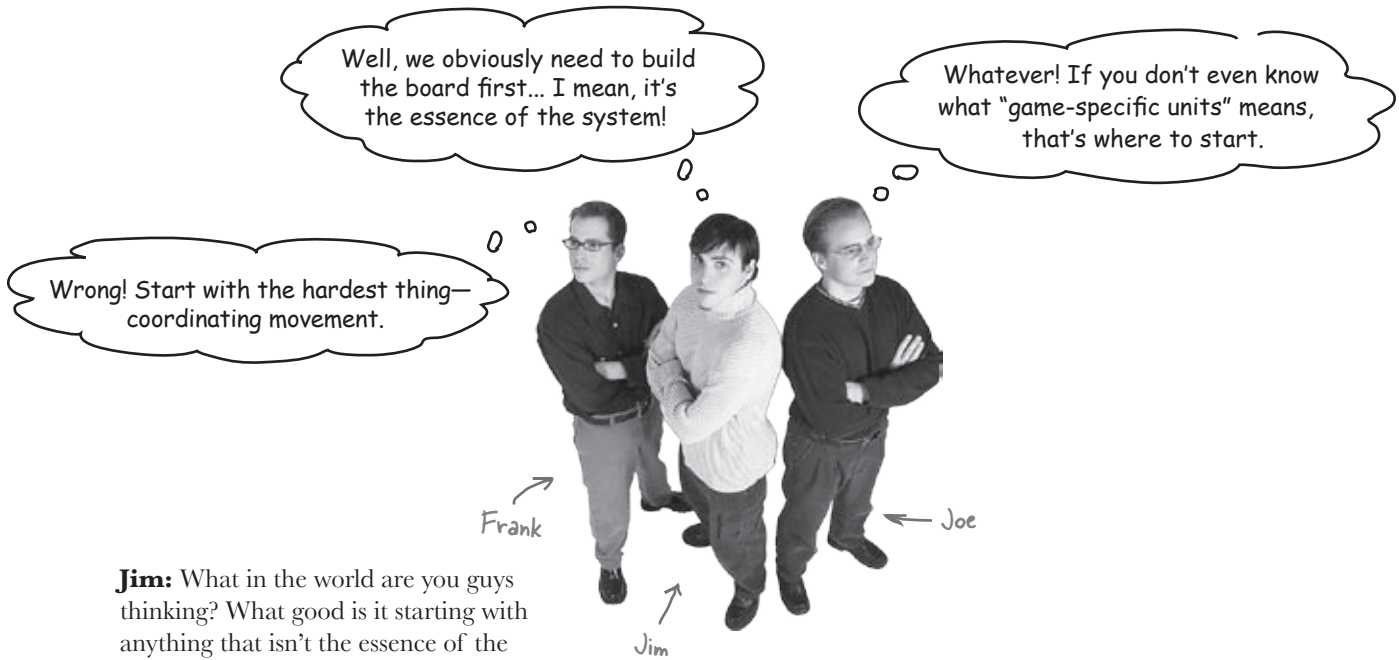 Well, we obviously need to build
the board first... I mean, it's
the essence of the system!
Whatever! If you don't even know
what "game-specific units" means,
that's where to start.
Wrong! Start with the hardest thing—
coordinating movement.
Frank
Joe
Jim
Jim: What in the world are you guys
thinking? What good is it starting with
anything that isn't the essence of the